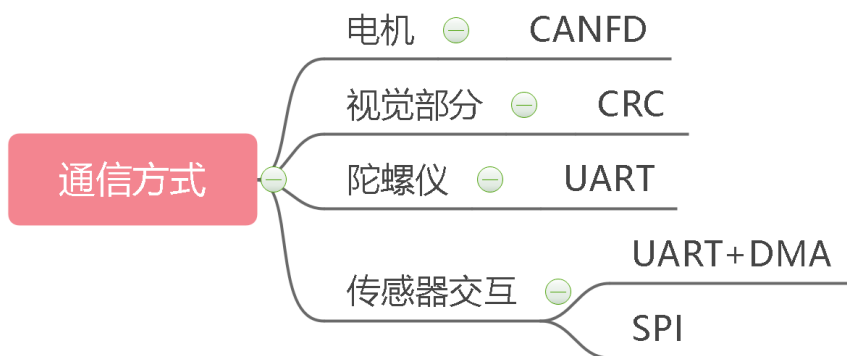 通信方式
电机 CANFD
视觉部分 CRC
陀螺仪 UART
传感器交互
UART+DMA
SPI